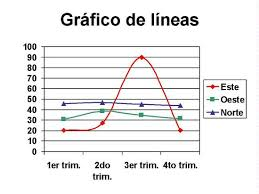 Gráfico de líneas
100
90
80
70
60
50
40
30
20
10
0
1er trim.
2do
trim.
3er trim.
4to trim.
Este
Oeste
Norte